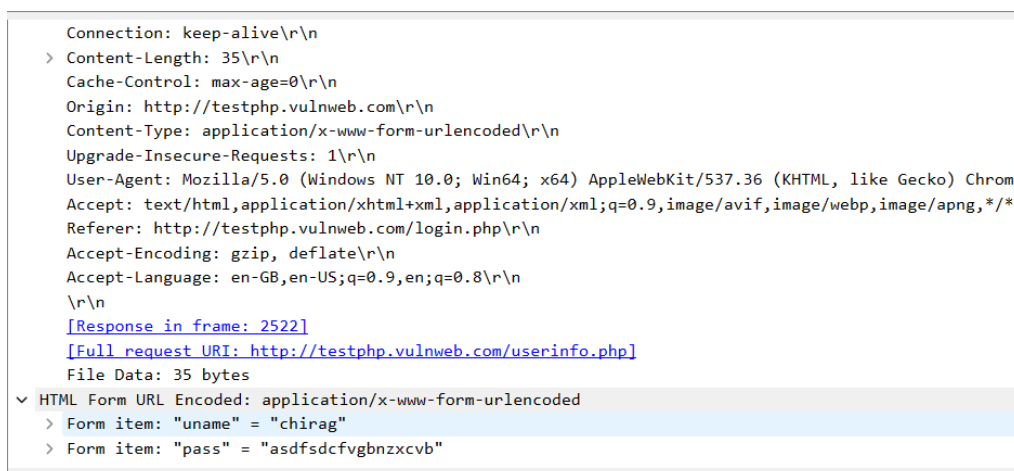 Connection: keep-alive\r\n
Content-Length: 35\r\n
Cache-Control: max-age=0\r\n
Origin: http://testphp.vulnweb.com\r\n
Content-Type: application/x-www-form-urlencoded\r\n
Upgrade-Insecure-Requests: 1\r\n
User-Agent: Mozilla/5.0 (Windows NT 10.0; Win64; x64) AppleWebKit/537.36 (KHTML, like Gecko) Chrom
Accept: text/html,application/xhtml+xml,application/xml;q=0.9,image/avif,image/webp,image/apng,*/*
Referer: http://testphp.vulnweb.com/login.php\r\n
Accept-Encoding: gzip, deflate\r\n
Accept-Language: en-GB,en-US;q=0.9,en;q=0.8\r\n
\r\n
[Response in frame: 2522]
[Full request URI: http://testphp.vulnweb.com/userinfo.php]
File Data: 35 bytes
HTML Form URL Encoded: application/x-www-form-urlencoded
Form item: "uname" = "chirag"
Form item: "pass" = "asdfsdcfvgbnzxcvb"